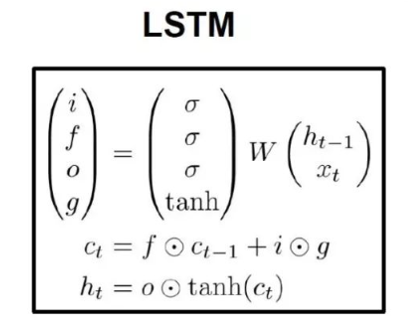 LSTM
i σ
f σ h_{t−1}
= W
o σ x_t
g tanh
c_t = f ⊙ c_{t−1} + i ⊙ g
h_t = o ⊙ tanh(c_t)